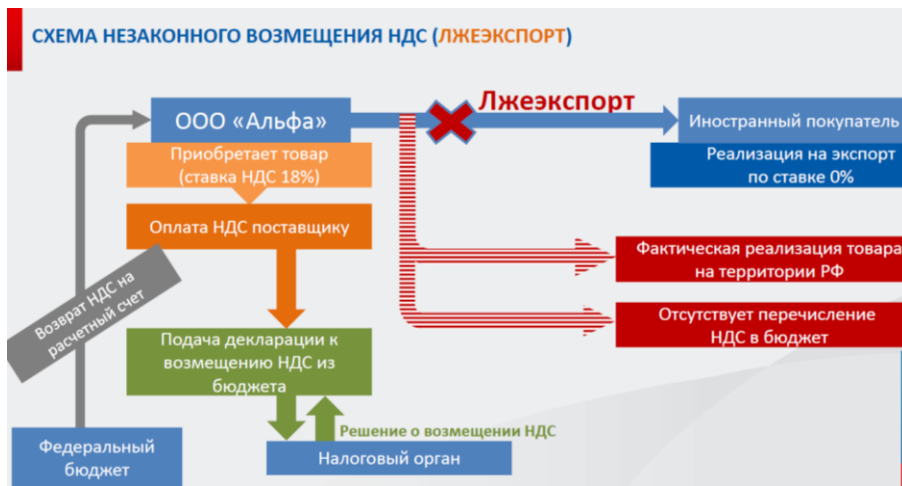 СХЕМА НЕЗАКОННОГО ВОЗМЕЩЕНИЯ НДС (ЛЖЕЭКСПОРТ)
Лжеэкспорт
ООО «Альфа»
Иностранный покупатель
Приобретает товар
(ставка НДС 18%)
Реализация на экспорт
по ставке 0%
Оплата НДС поставщику
Фактическая реализация товара
на территории РФ
Возврат НДС на
расчетный счет
Отсутствует перечисление
НДС в бюджет
Подача декларации к
возмещению НДС из
бюджета
Решение о возмещении НДС
Федеральный
бюджет
Налоговый орган